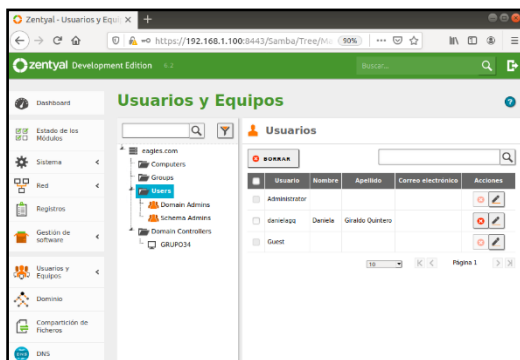 Zentyal - Usuarios y Equip
https://192.168.1.100:8443/Samba/Tree/Ma 90%
zentyal Development Edition 6.2 Buscar...
Dashboard
Estado de los Módulos
Sistema
Red
Registros
Gestión de software
Usuarios y Equipos
Dominio
Compartición de Ficheros
DNS
Usuarios y Equipos
eagles.com
Computers
Groups
Users
Domain Admins
Schema Admins
Domain Controllers
GRUPO34
Usuarios
BORRAR
Usuario Nombre Apellido Correo electrónico Acciones
Administrator
danielagq Daniela Giraldo Quintero
Guest
10 Página 1